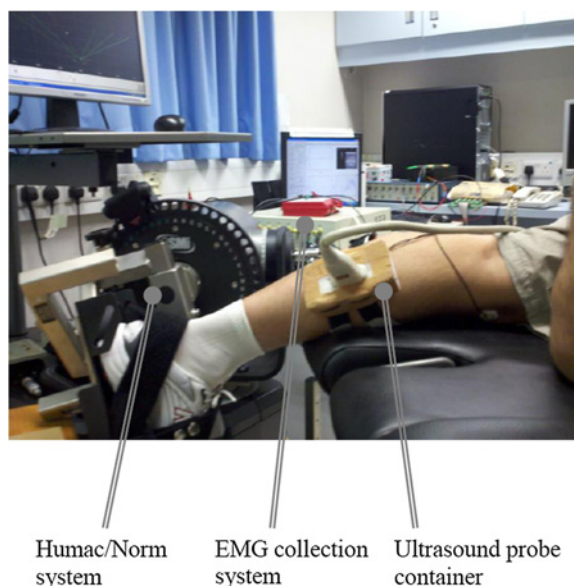 Humac/Norm
system
EMG collection
system
Ultrasound probe
container